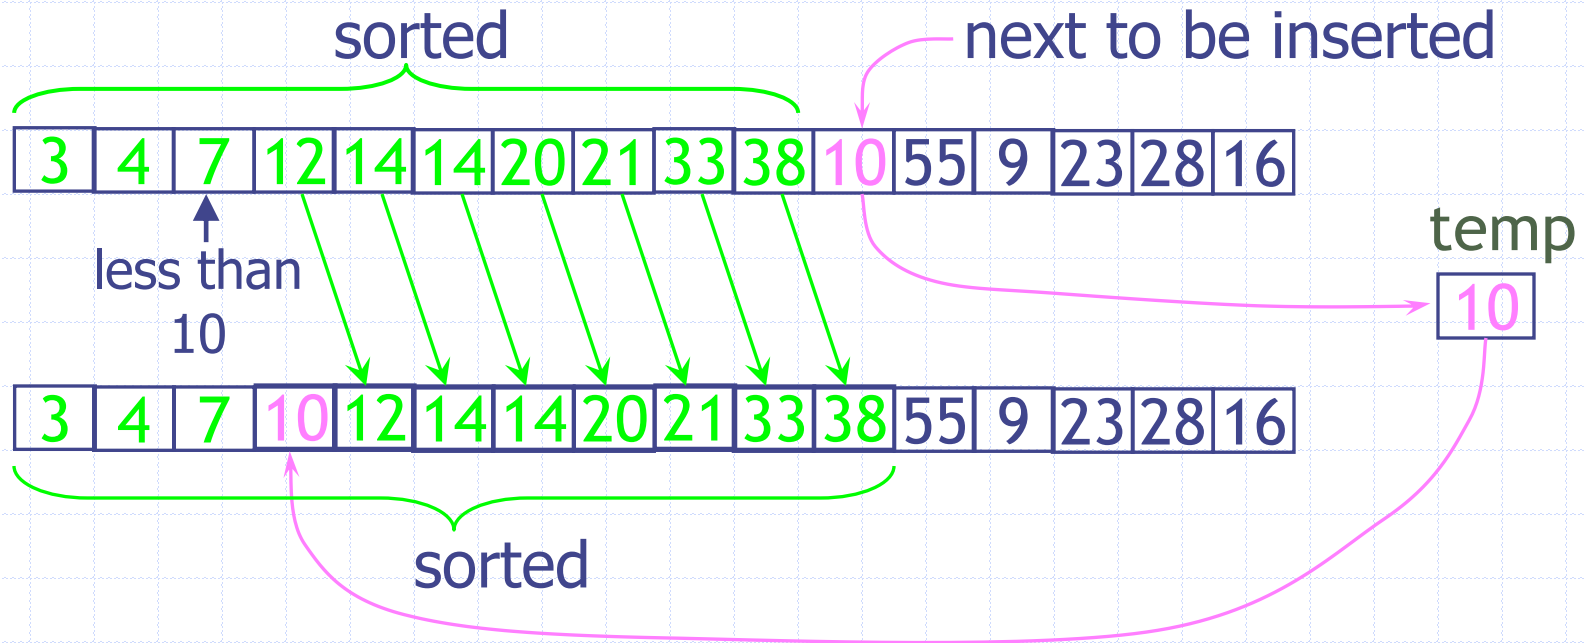 sorted
next to be inserted
3 4 7 12 14 14 20 21 33 38 10 55 9 23 28 16
less than
10
temp
10
3 4 7 10 12 14 14 20 21 33 38 55 9 23 28 16
sorted